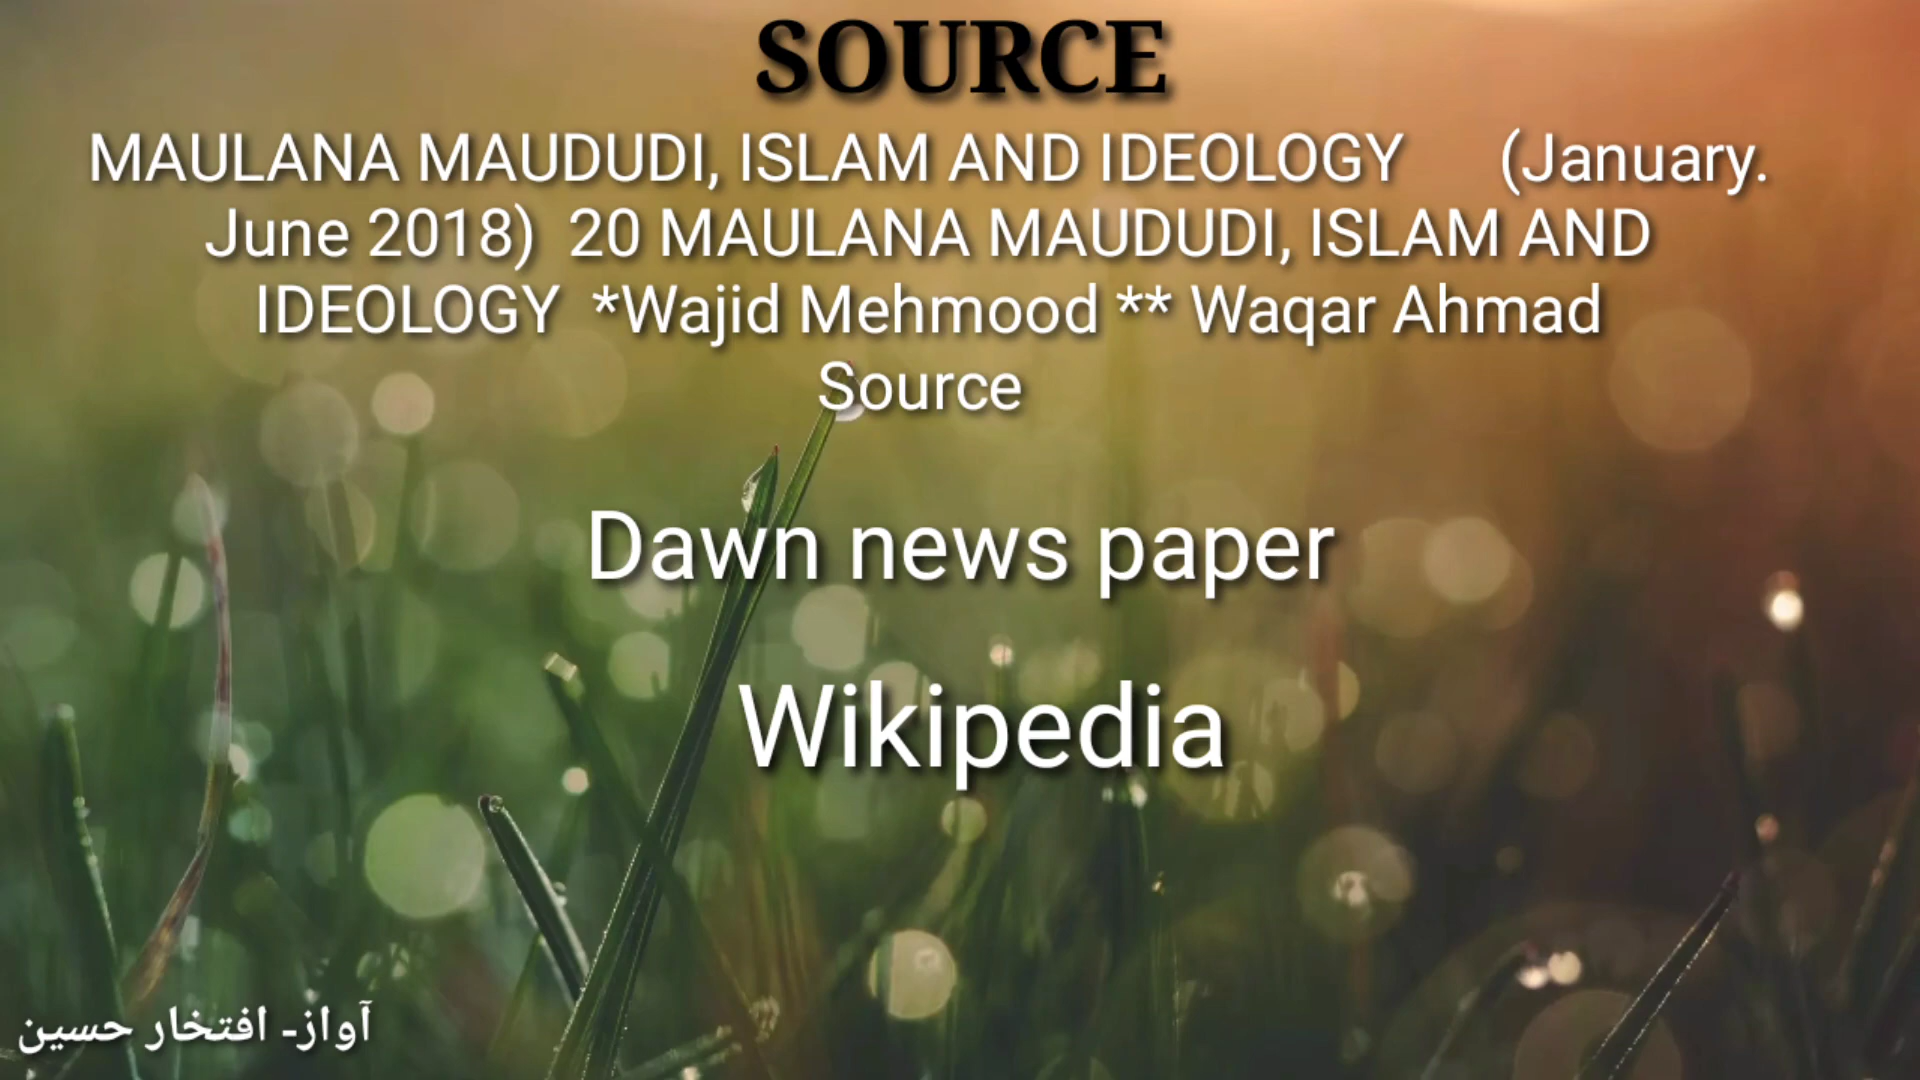 SOURCE
MAULANA MAUDUDI, ISLAM AND IDEOLOGY (January.
June 2018) 20 MAULANA MAUDUDI, ISLAM AND
IDEOLOGY *Wajid Mehmood ** Waqar Ahmad
Source
Dawn news paper
Wikipedia
آواز- افتخار حسین